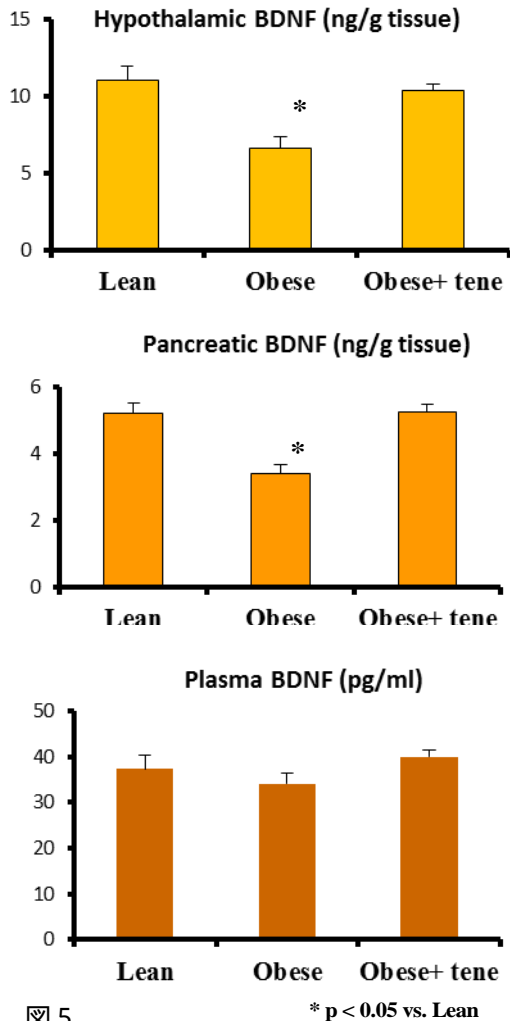 Hypothalamic BDNF (ng/g tissue)
15
10
5
0
*
Lean Obese Obese+ tene
Pancreatic BDNF (ng/g tissue)
6
4
2
0
*
Lean Obese Obese+ tene
Plasma BDNF (pg/ml)
50
40
30
20
10
0
Lean Obese Obese+ tene
図 5
* p < 0.05 vs. Lean